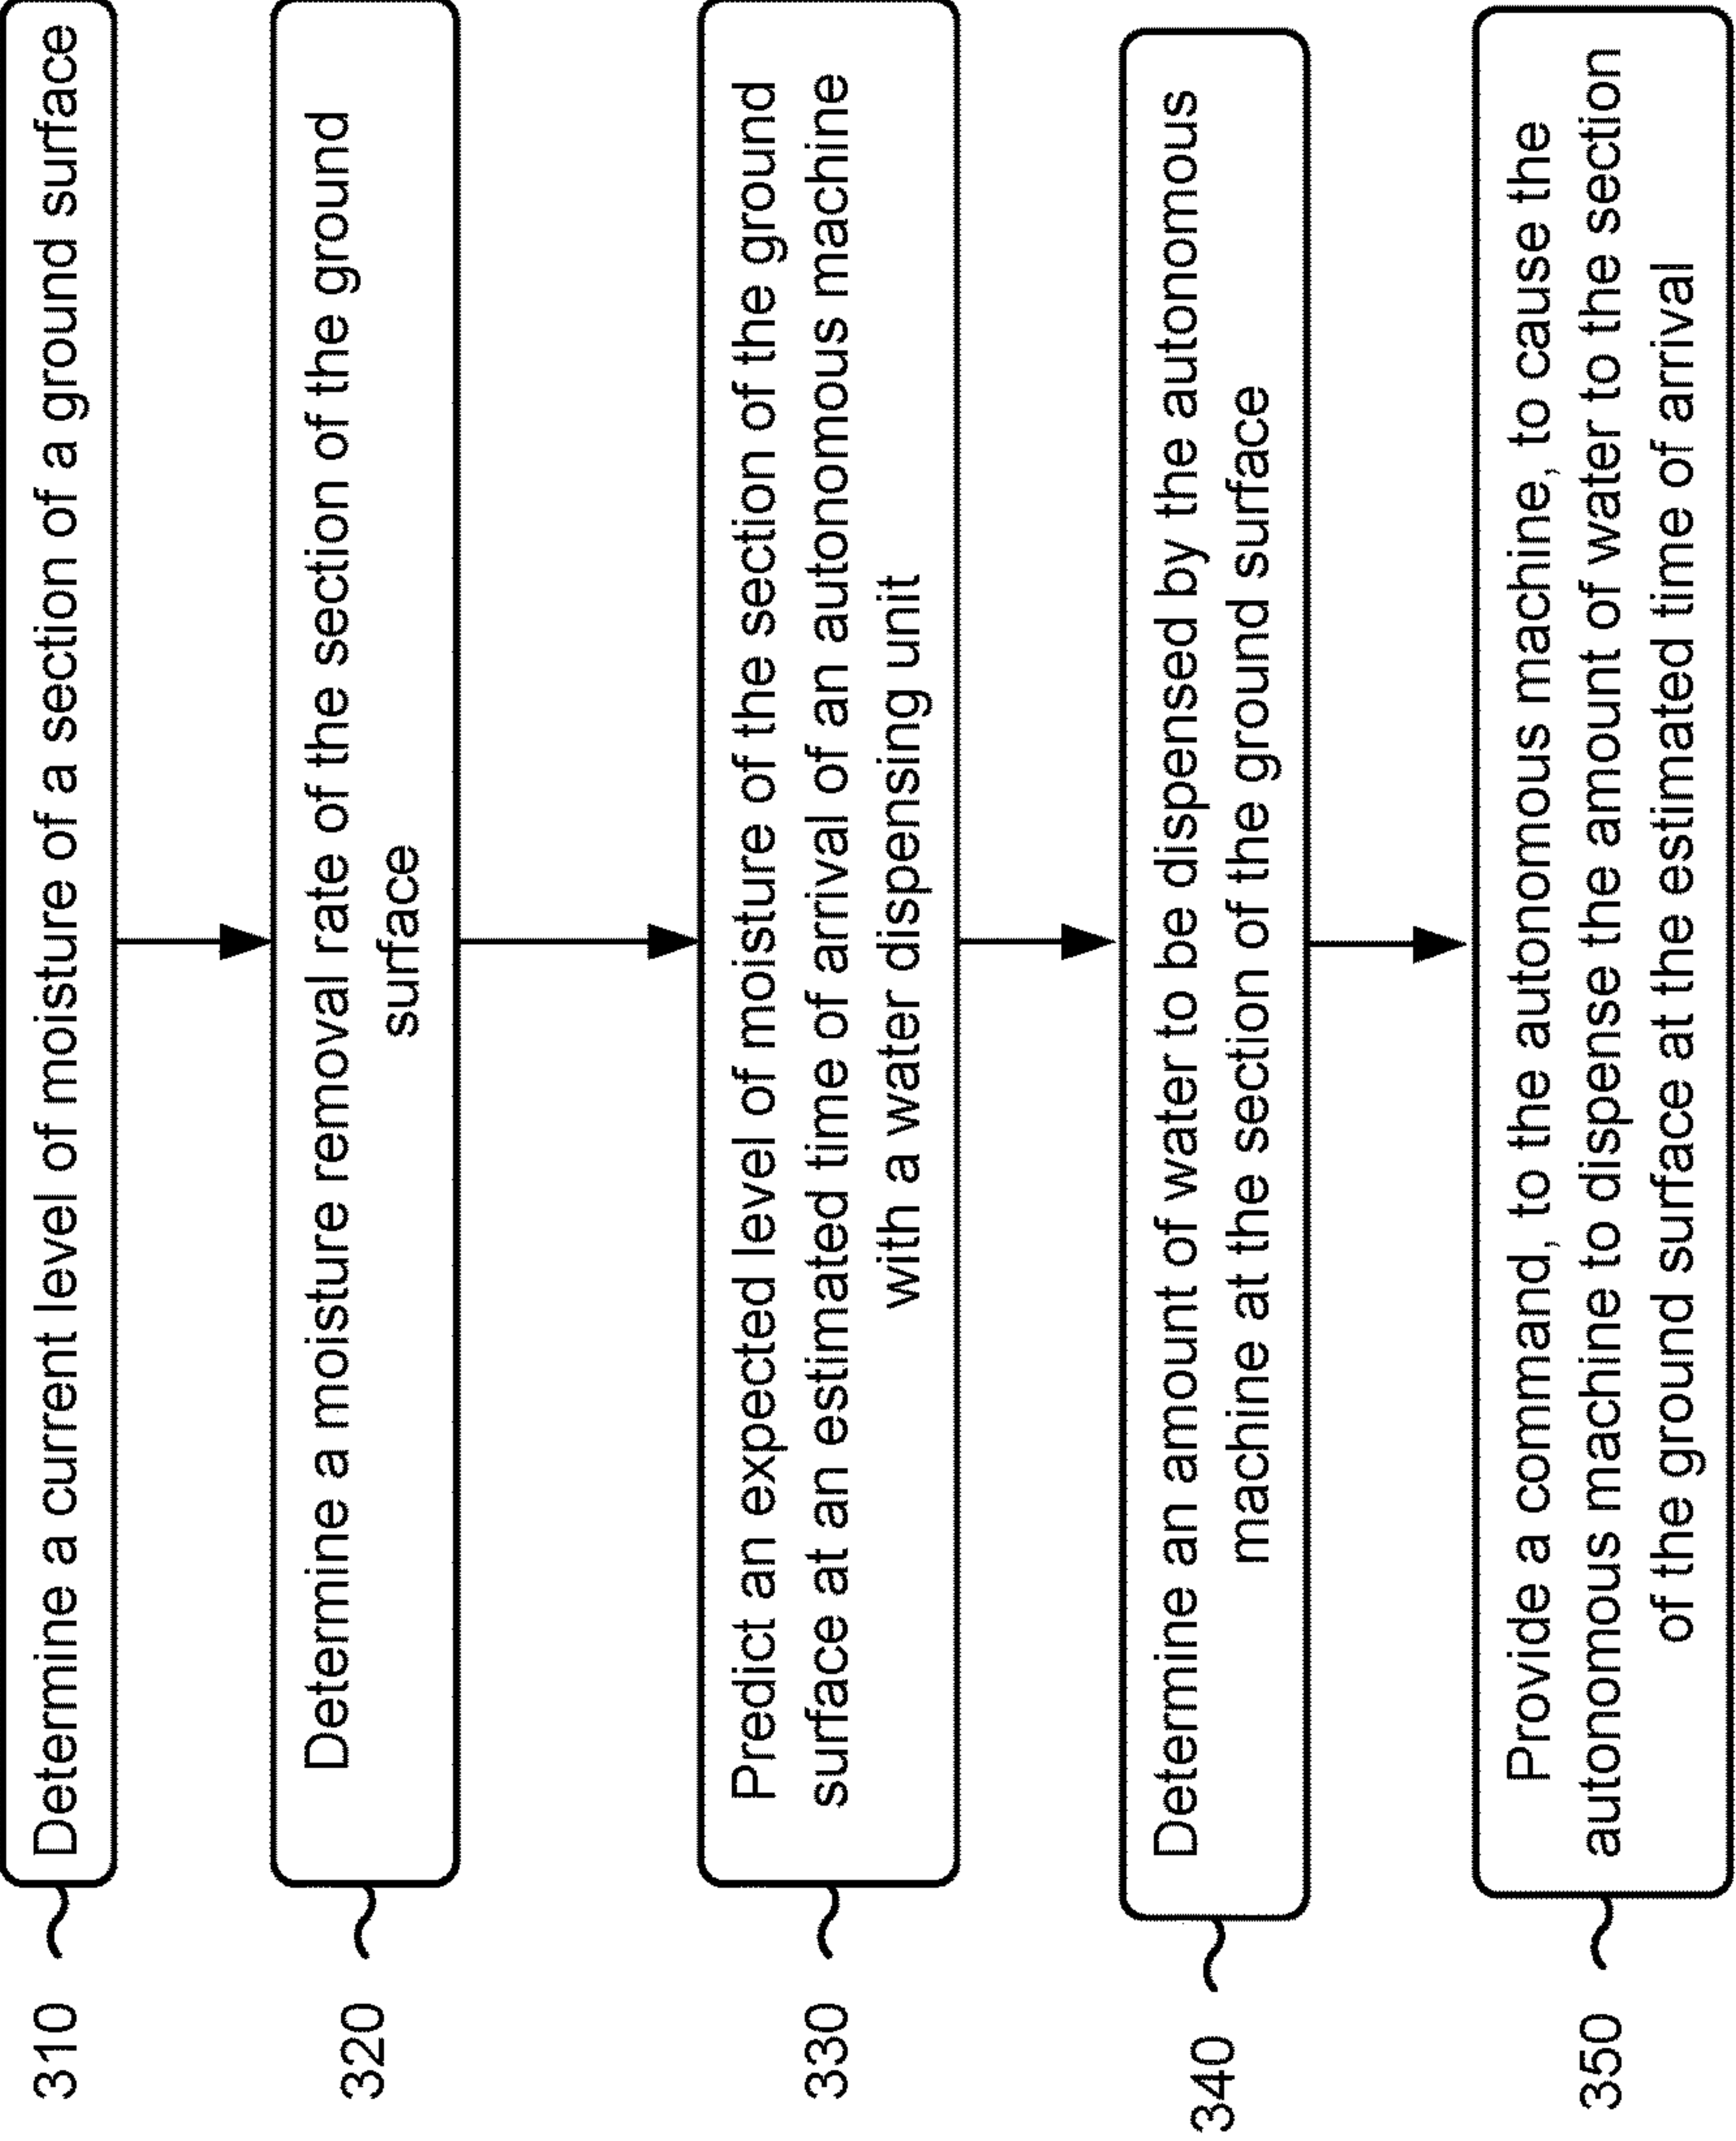 310
Determine a current level of moisture of a section of a ground surface
320
Determine a moisture removal rate of the section of the ground
surface
330
Predict an expected level of moisture of the section of the ground
surface at an estimated time of arrival of an autonomous machine
with a water dispensing unit
340
Determine an amount of water to be dispensed by the autonomous
machine at the section of the ground surface
350
Provide a command, to the autonomous machine, to cause the
autonomous machine to dispense the amount of water to the section
of the ground surface at the estimated time of arrival